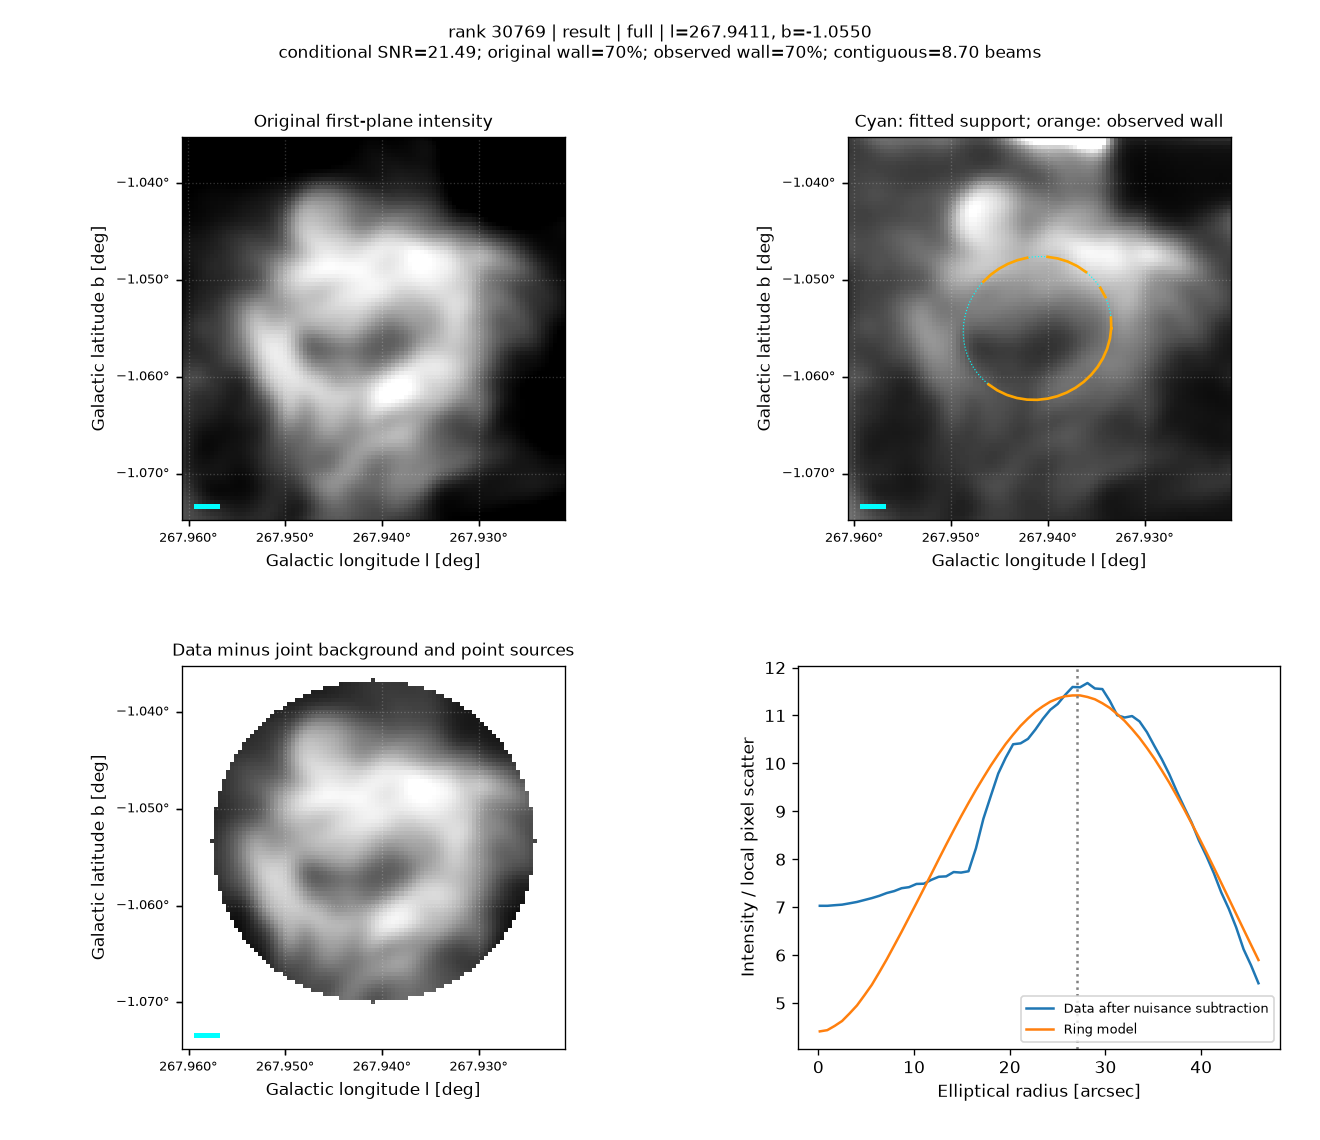 rank 30769 | result | full | l=267.9411, b=-1.0550
conditional SNR=21.49; original wall=70%; observed wall=70%; contiguous=8.70 beams
Original first-plane intensity
−1.040°
−1.050°
−1.060°
−1.070°
Galactic latitude b [deg]
267.960°
267.950°
267.940°
267.930°
Galactic longitude l [deg]
Cyan: fitted support; orange: observed wall
−1.040°
−1.050°
−1.060°
−1.070°
Galactic latitude b [deg]
267.960°
267.950°
267.940°
267.930°
Galactic longitude l [deg]
Data minus joint background and point sources
−1.040°
−1.050°
−1.060°
−1.070°
Galactic latitude b [deg]
267.960°
267.950°
267.940°
267.930°
Galactic longitude l [deg]
12
11
10
9
8
7
6
5
Intensity / local pixel scatter
Data after nuisance subtraction
Ring model
0
10
20
30
40
Elliptical radius [arcsec]